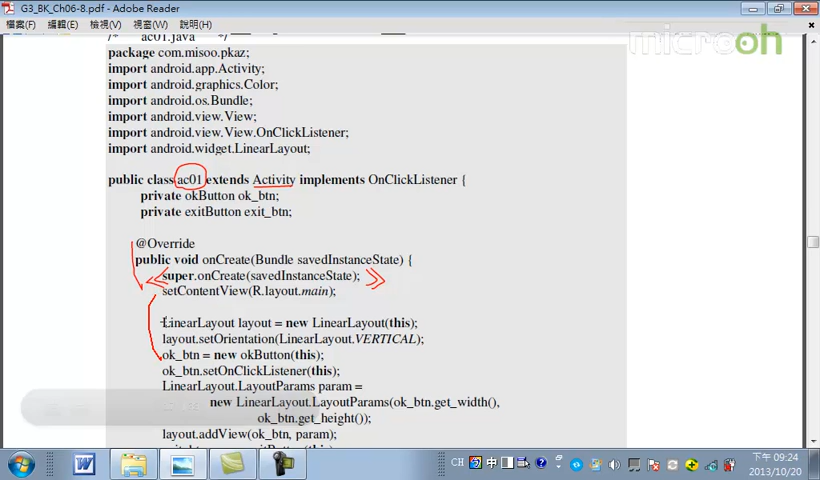 G3_BK_Ch06-8.pdf - Adobe Reader
檔案(F) 編輯(E) 檢視(V) 視窗(W) 說明(H)
microoh
/* ac01.java */
package com.misoo.pkaz;
import android.app.Activity;
import android.graphics.Color;
import android.os.Bundle;
import android.view.View;
import android.view.View.OnClickListener;
import android.widget.LinearLayout;
public class ac01 extends Activity implements OnClickListener {
private okButton ok_btn;
private exitButton exit_btn;
@Override
public void onCreate(Bundle savedInstanceState) {
super.onCreate(savedInstanceState);
setContentView(R.layout.main);
LinearLayout layout = new LinearLayout(this);
layout.setOrientation(LinearLayout.VERTICAL);
ok_btn = new okButton(this);
ok_btn.setOnClickListener(this);
LinearLayout.LayoutParams param =
new LinearLayout.LayoutParams(ok_btn.get_width(),
ok_btn.get_height());
layout.addView(ok_btn, param);
CH 中
下午 09:24
2013/10/20